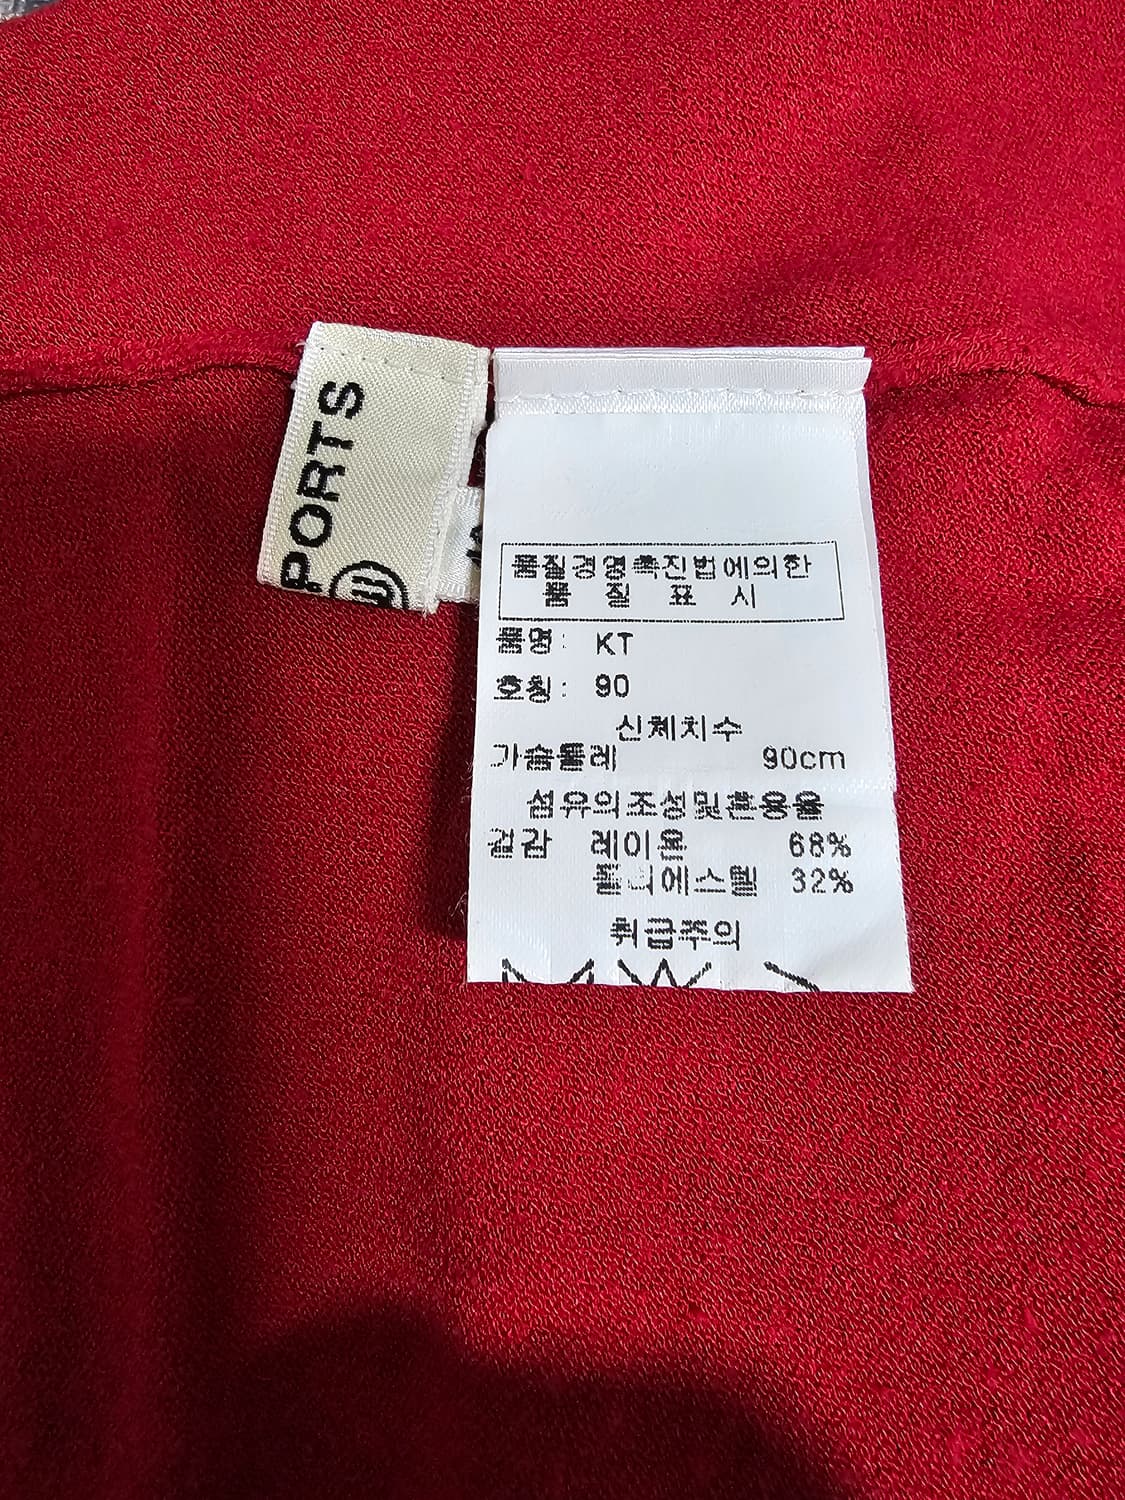 PORTS
품질경영촉진법에의한
품 질 표 시
품명: KT
호칭: 90
신체치수
가슴둘레 90cm
섬유의조성및혼용율
겉감 레이온 68%
폴리에스텔 32%
취급주의